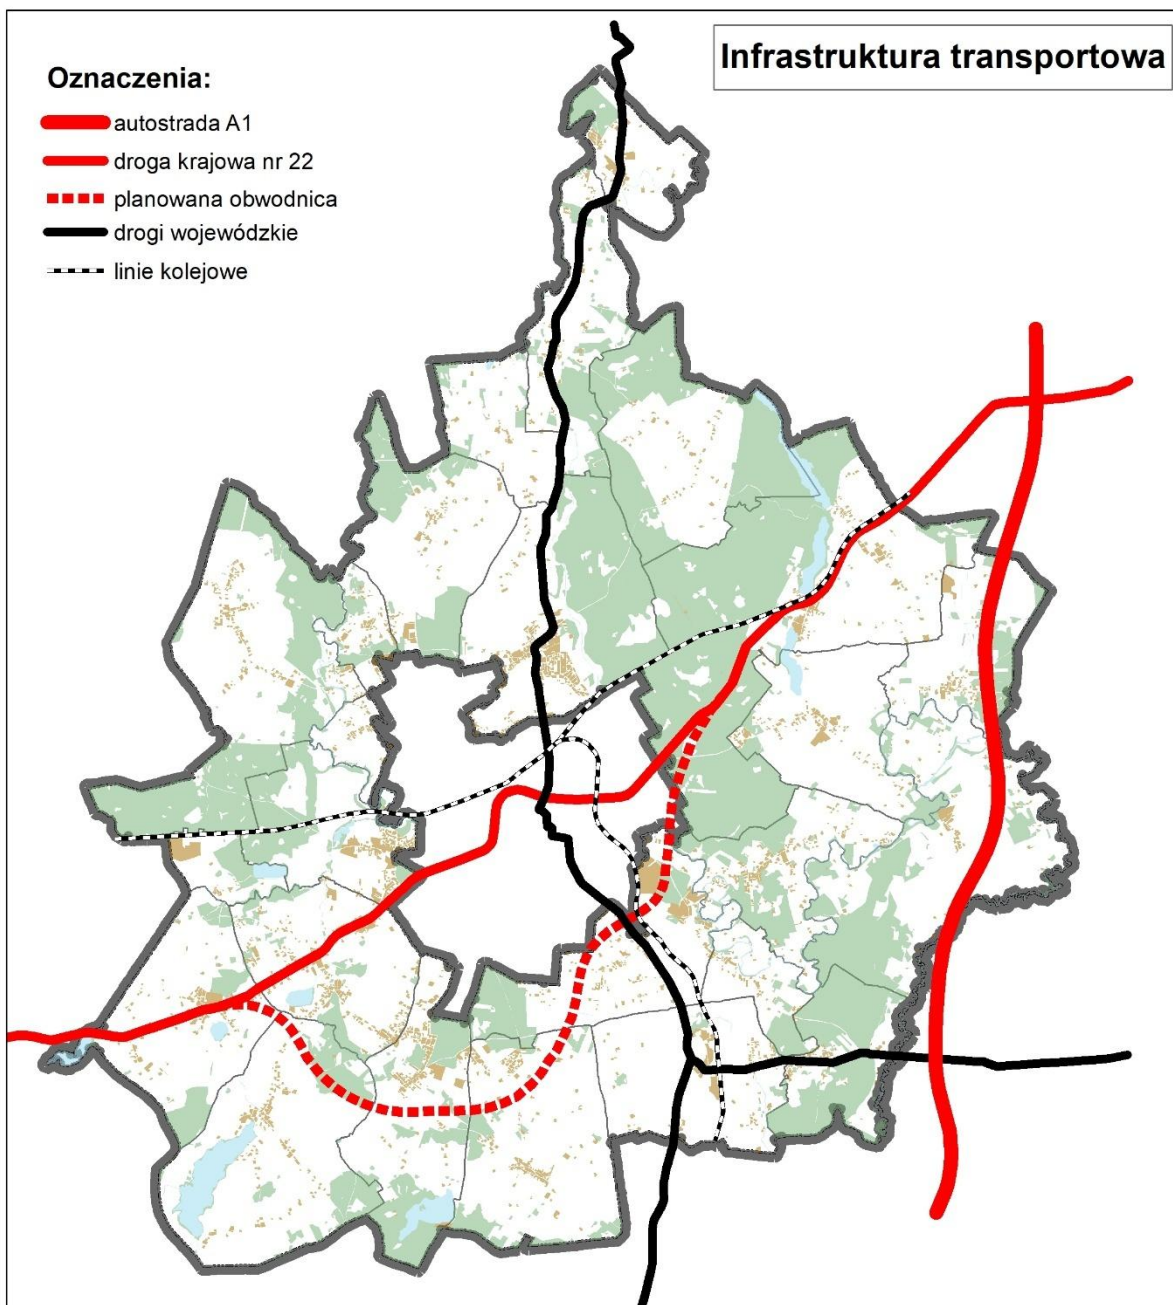 Infrastruktura transportowa
Oznaczenia:
autostrada A1
droga krajowa nr 22
planowana obwodnica
drogi wojewódzkie
linie kolejowe